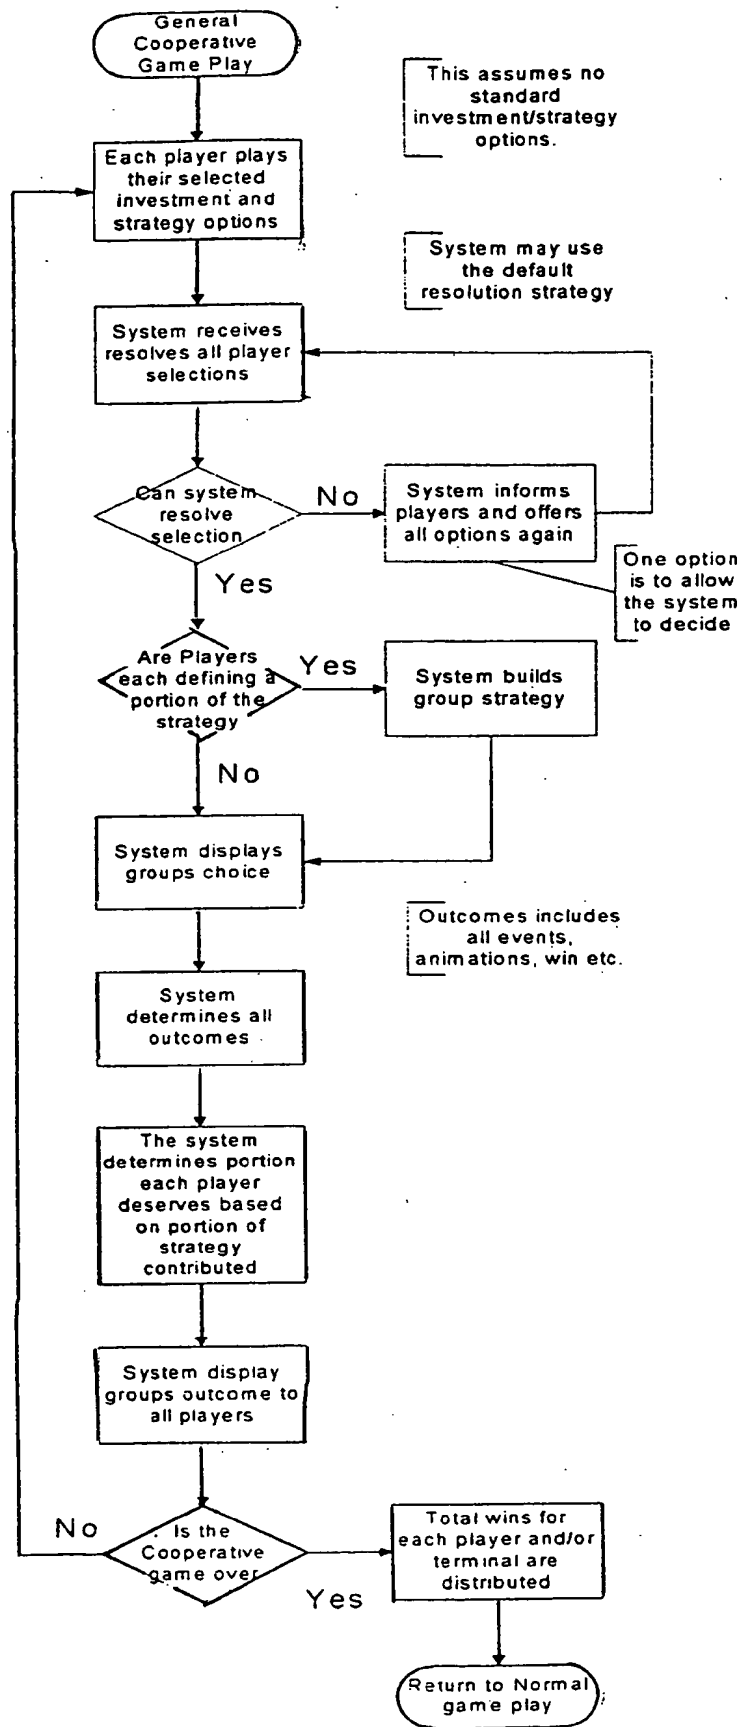 General
Cooperative
Game Play
This assumes no
standard
investment/strategy
options.
Each player plays
their selected
investment and
strategy options
System may use
the default
resolution strategy
System receives
resolves all player
selections
Can system
resolve
selection
No
System informs
players and offers
all options again
One option
is to allow
the system
to decide
Yes
Are Players
each defining a
portion of the
strategy
Yes
System builds
group strategy
No
System displays
groups choice
Outcomes includes
all events,
animations, win etc.
System
determines all
outcomes
The system
determines portion
each player
deserves based
on portion of
strategy
contributed
System display
groups outcome to
all players
No
Is the
Cooperative
game over
Yes
Total wins for
each player and/or
terminal are
distributed
Return to Normal
game play